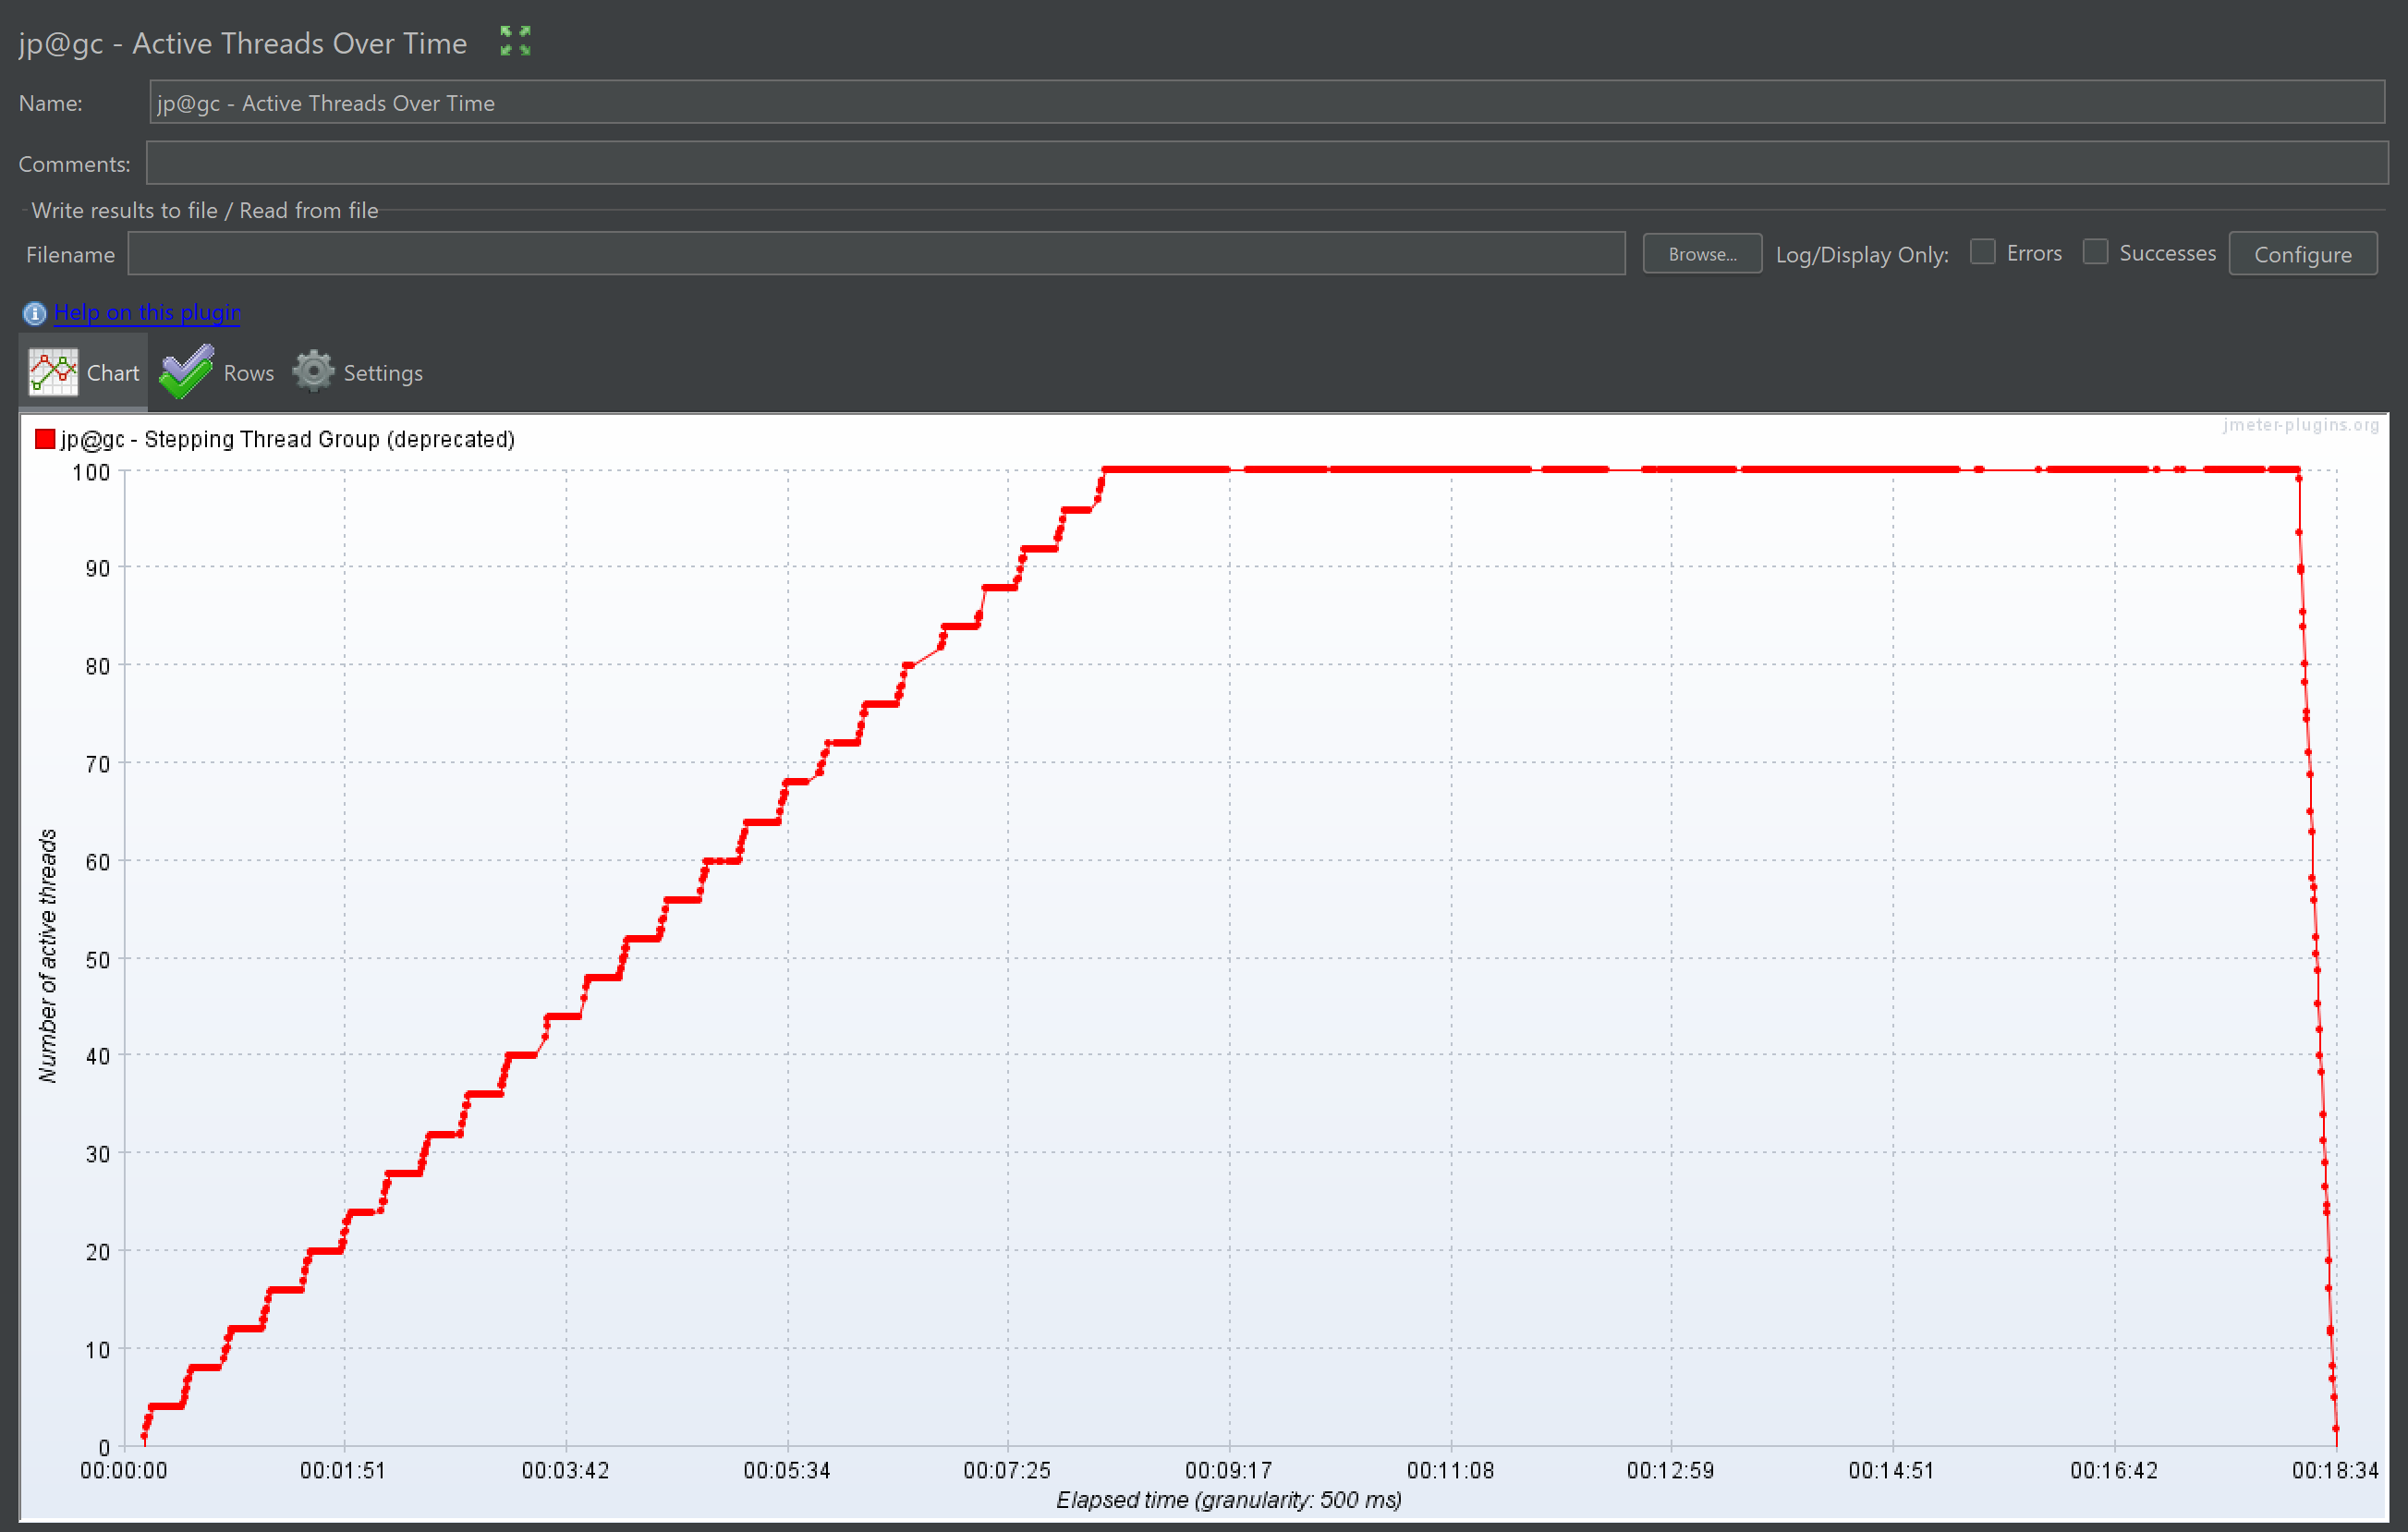 jp@gc - Active Threads Over Time
Name: jp@gc - Active Threads Over Time
Comments:
Write results to file / Read from file
Filename Browse... Log/Display Only: Errors Successes Configure
Help on this plugin
Chart Rows Settings
jp@gc - Stepping Thread Group (deprecated)
jmeter-plugins.org
100
90
80
70
60
50
40
30
20
10
0
Number of active threads
00:00:00 00:01:51 00:03:42 00:05:34 00:07:25 00:09:17 00:11:08 00:12:59 00:14:51 00:16:42 00:18:34
Elapsed time (granularity: 500 ms)